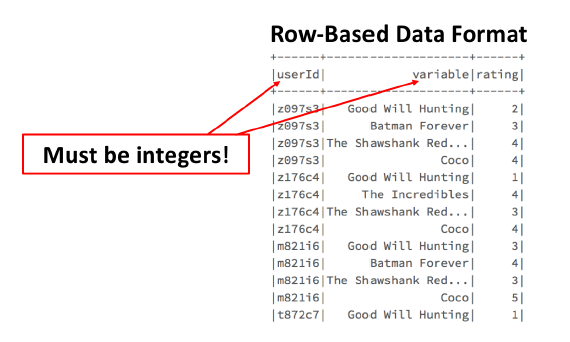 Row-Based Data Format
+------+--------------------+------+
|userId|            variable|rating|
+------+--------------------+------+
|z097s3|   Good Will Hunting|     2|
|z097s3|      Batman Forever|     3|
|z097s3|The Shawshank Red...|     4|
|z097s3|                Coco|     4|
|z176c4|   Good Will Hunting|     1|
|z176c4|     The Incredibles|     4|
|z176c4|The Shawshank Red...|     3|
|z176c4|                Coco|     4|
|m821i6|   Good Will Hunting|     3|
|m821i6|      Batman Forever|     4|
|m821i6|The Shawshank Red...|     3|
|m821i6|                Coco|     5|
|t872c7|   Good Will Hunting|     1|
Must be integers!